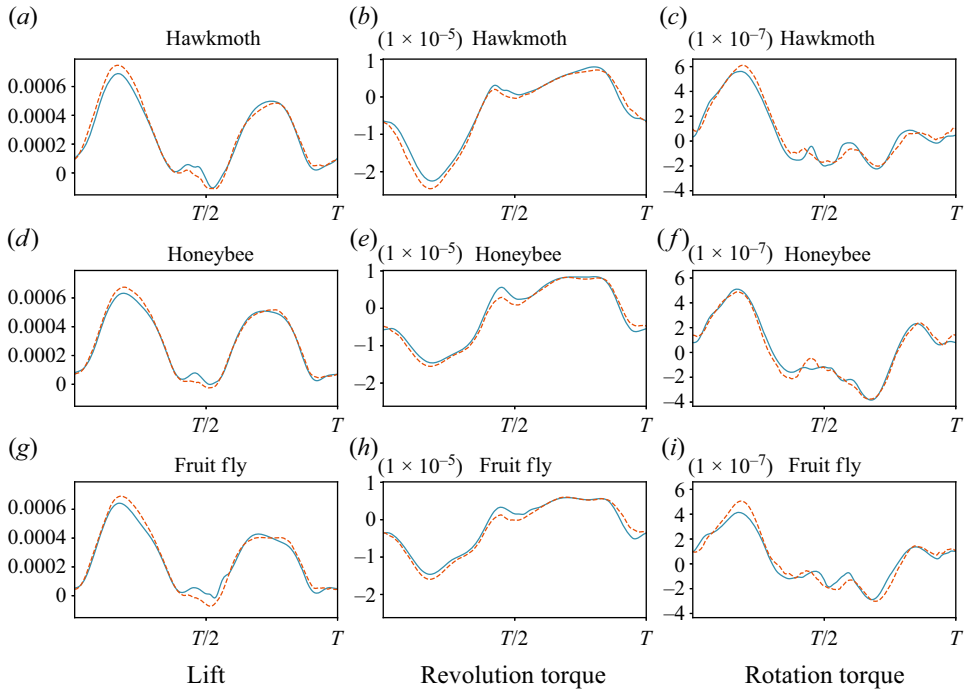 (a) (b) (c)
Hawkmoth (1 × 10⁻⁵) Hawkmoth (1 × 10⁻⁷) Hawkmoth
0.0006
0.0004
0.0002
0
T/2 T
1
0
−1
−2
T/2 T
6
4
2
0
−2
−4
T/2 T
(d) (e) (f)
Honeybee (1 × 10⁻⁵) Honeybee (1 × 10⁻⁷) Honeybee
0.0006
0.0004
0.0002
0
T/2 T
1
0
−1
−2
T/2 T
6
4
2
0
−2
−4
T/2 T
(g) (h) (i)
Fruit fly (1 × 10⁻⁵) Fruit fly (1 × 10⁻⁷) Fruit fly
0.0006
0.0004
0.0002
0
T/2 T
1
0
−1
−2
T/2 T
6
4
2
0
−2
−4
T/2 T
Lift Revolution torque Rotation torque